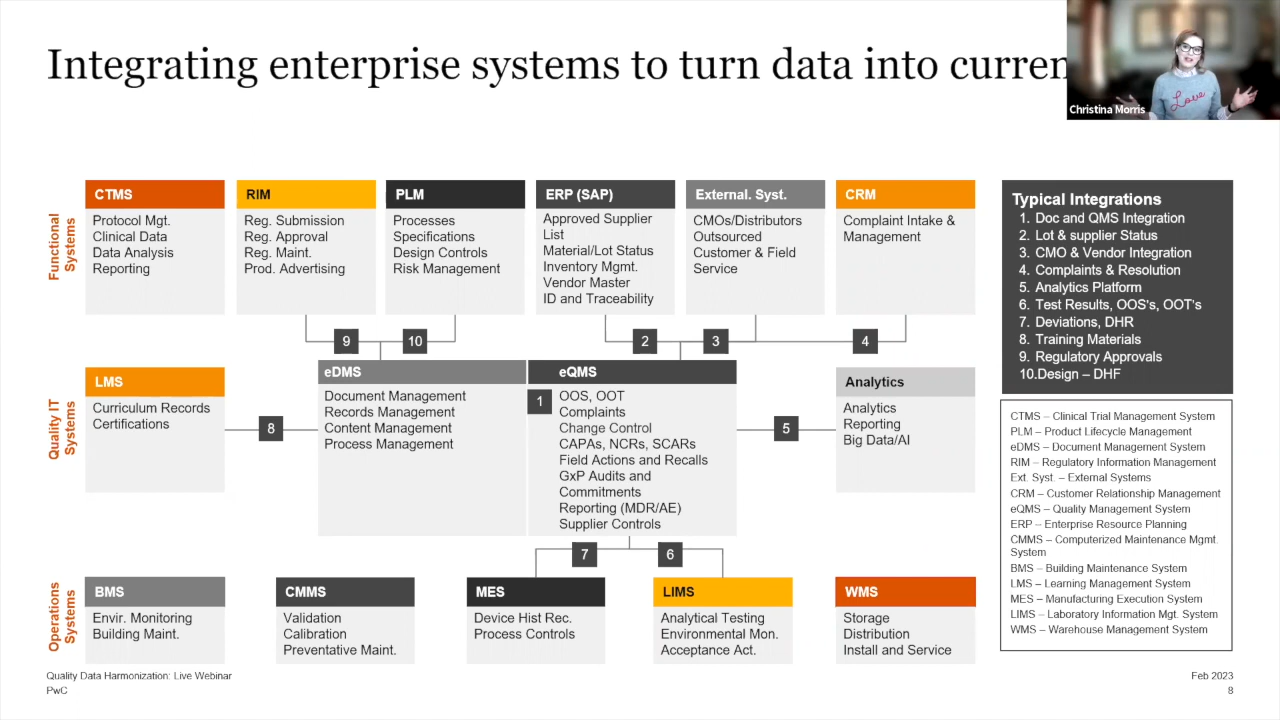 Integrating enterprise systems to turn data into curren
Christina Morris
Love
Functional
Systems
CTMS
Protocol Mgt.
Clinical Data
Data Analysis
Reporting
RIM
Reg. Submission
Reg. Approval
Reg. Maint.
Prod. Advertising
PLM
Processes
Specifications
Design Controls
Risk Management
ERP (SAP)
Approved Supplier
List
Material/Lot Status
Inventory Mgmt.
Vendor Master
ID and Traceability
External. Syst.
CMOs/Distributors
Outsourced
Customer & Field
Service
CRM
Complaint Intake &
Management
9
10
2
3
4
Quality IT
Systems
LMS
Curriculum Records
Certifications
8
eDMS
Document Management
Records Management
Content Management
Process Management
1
eQMS
OOS, OOT
Complaints
Change Control
CAPAs, NCRs, SCARs
Field Actions and Recalls
GxP Audits and
Commitments
Reporting (MDR/AE)
Supplier Controls
5
Analytics
Analytics
Reporting
Big Data/AI
7
6
Operations
Systems
BMS
Envir. Monitoring
Building Maint.
CMMS
Validation
Calibration
Preventative Maint.
MES
Device Hist Rec.
Process Controls
LIMS
Analytical Testing
Environmental Mon.
Acceptance Act.
WMS
Storage
Distribution
Install and Service
Typical Integrations
1. Doc and QMS Integration
2. Lot & supplier Status
3. CMO & Vendor Integration
4. Complaints & Resolution
5. Analytics Platform
6. Test Results, OOS's, OOT's
7. Deviations, DHR
8. Training Materials
9. Regulatory Approvals
10.Design – DHF
CTMS – Clinical Trial Management System
PLM – Product Lifecycle Management
eDMS – Document Management System
RIM – Regulatory Information Management
Ext. Syst. – External Systems
CRM – Customer Relationship Management
eQMS – Quality Management System
ERP – Enterprise Resource Planning
CMMS – Computerized Maintenance Mgmt.
System
BMS – Building Maintenance System
LMS – Learning Management System
MES – Manufacturing Execution System
LIMS – Laboratory Information Mgt. System
WMS – Warehouse Management System
Quality Data Harmonization: Live Webinar
PwC
Feb 2023
8